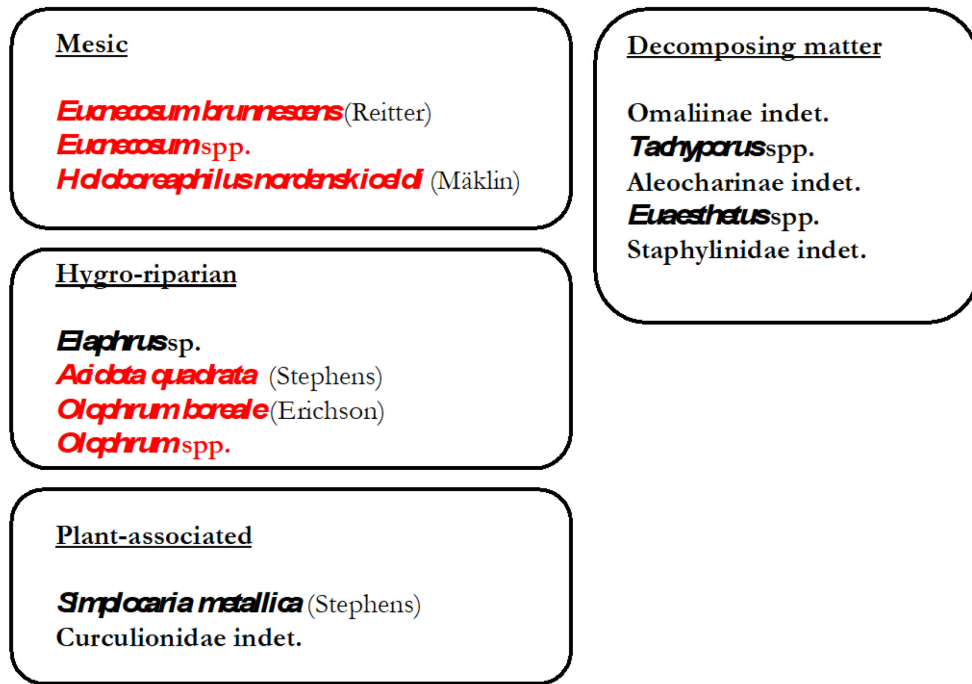 Mesic
Eucnecosum brunnescens (Reitter)
Eucnecosum spp.
Holoboreaphilus nordenskioeldi (Mäklin)
Hygro-riparian
Elaphrus sp.
Acidota quadrata (Stephens)
Olophrum boreale (Erichson)
Olophrum spp.
Plant-associated
Simplocaria metallica (Stephens)
Curculionidae indet.
Decomposing matter
Omaliinae indet.
Tachyporus spp.
Aleocharinae indet.
Euaesthetus spp.
Staphylinidae indet.